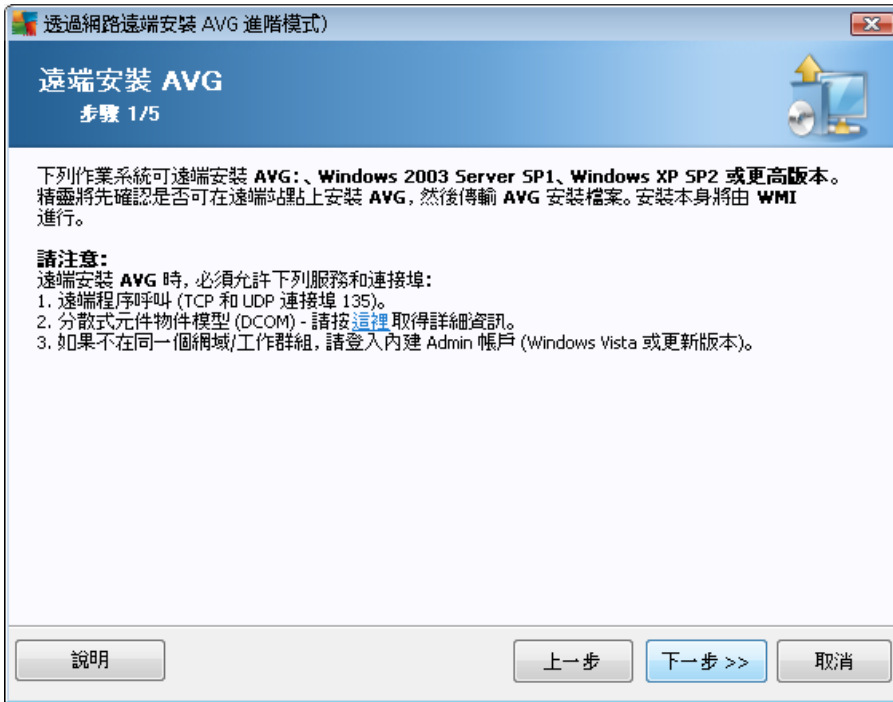 透過網路遠端安裝 AVG 進階模式)
遠端安裝 AVG
步驟 1/5
下列作業系統可遠端安裝 AVG:、Windows 2003 Server SP1、Windows XP SP2 或更高版本。
精靈將先確認是否可在遠端站點上安裝 AVG, 然後傳輸 AVG 安裝檔案。安裝本身將由 WMI
進行。
請注意:
遠端安裝 AVG 時, 必須允許下列服務和連接埠:
1. 遠端程序呼叫 (TCP 和 UDP 連接埠 135)。
2. 分散式元件物件模型 (DCOM) - 請按這裡取得詳細資訊。
3. 如果不在同一個網域/工作群組, 請登入內建 Admin 帳戶 (Windows Vista 或更新版本)。
說明
上一步
下一步 >>
取消